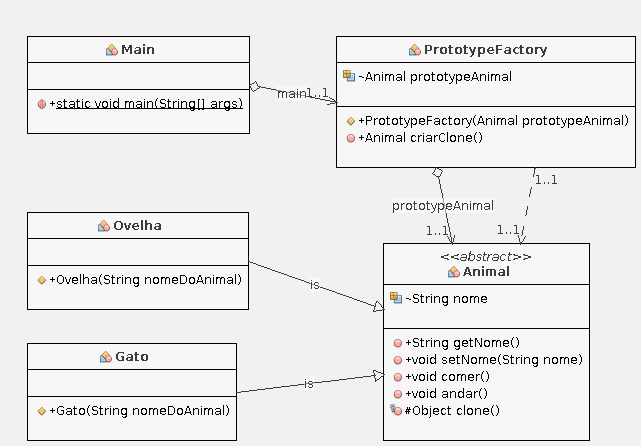 Main
+static void main(String[] args)
main
1..1
PrototypeFactory
~Animal prototypeAnimal
+PrototypeFactory(Animal prototypeAnimal)
+Animal criarClone()
prototypeAnimal
1..1
1..1
1..1
Ovelha
+Ovelha(String nomeDoAnimal)
is
Gato
+Gato(String nomeDoAnimal)
is
<<abstract>>
Animal
~String nome
+String getNome()
+void setNome(String nome)
+void comer()
+void andar()
#Object clone()